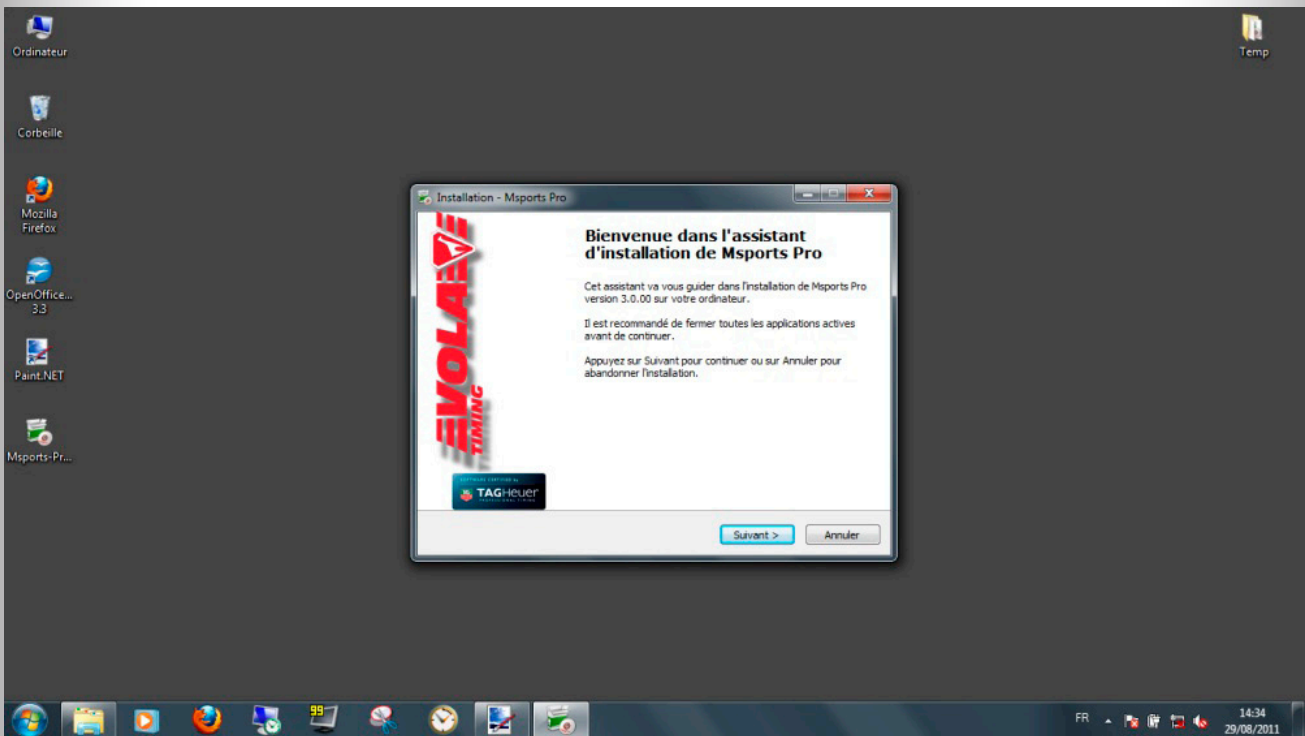 Ordinateur
Corbeille
Mozilla
Firefox
OpenOffice...
3.3
Paint.NET
Msports-Pr...
Temp
Installation - Msports Pro
VOLA
TIMING
Bienvenue dans l'assistant
d'installation de Msports Pro
Cet assistant va vous guider dans l'installation de Msports Pro
version 3.0.00 sur votre ordinateur.
Il est recommandé de fermer toutes les applications actives
avant de continuer.
Appuyez sur Suivant pour continuer ou sur Annuler pour
abandonner l'installation.
TAGHeuer
Suivant >
Annuler
99
FR
14:34
29/08/2011